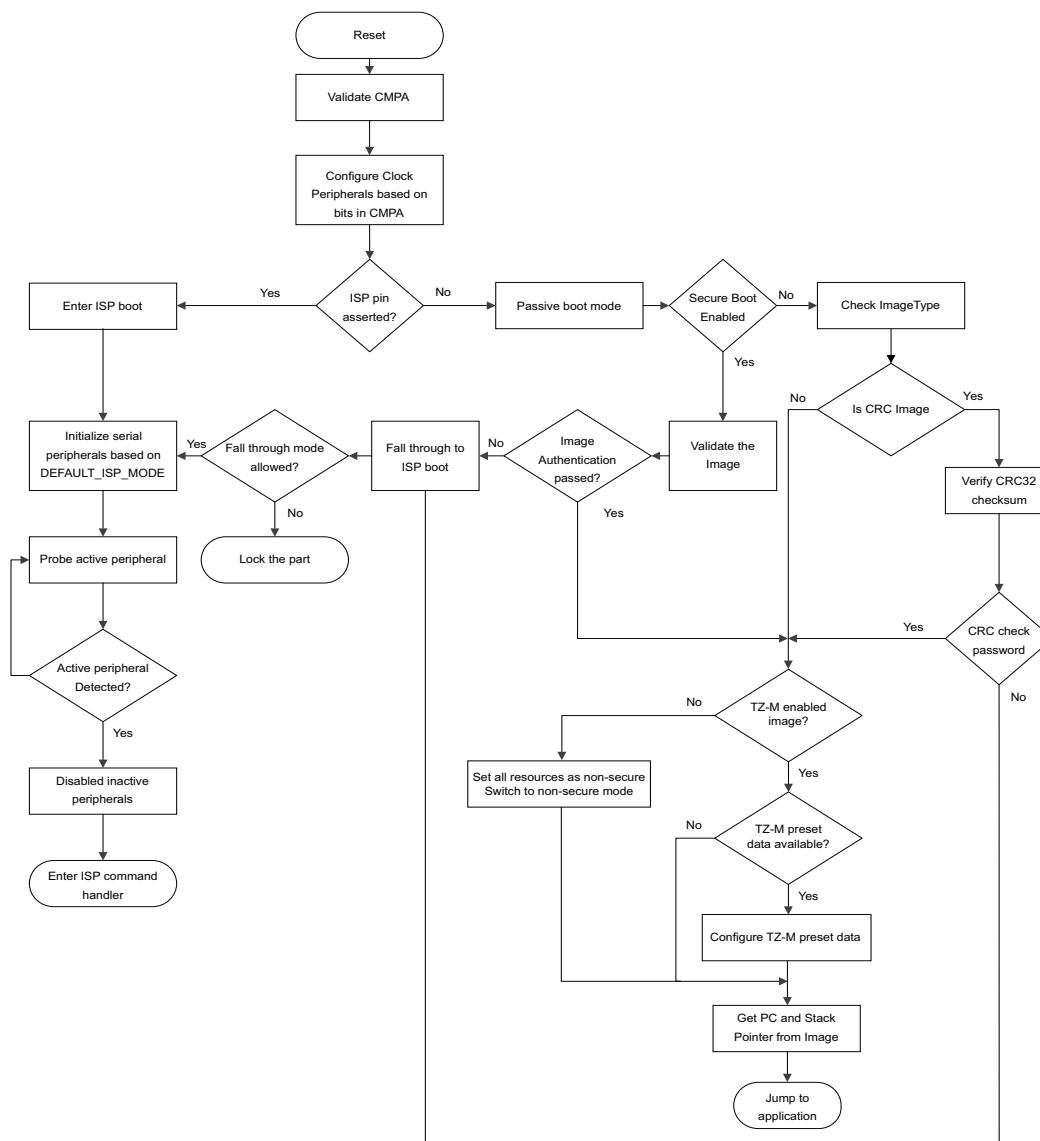 Reset
Validate CMPA
Configure Clock
Peripherals based on
bits in CMPA
ISP pin
asserted?
Yes
No
Enter ISP boot
Passive boot mode
Secure Boot
Enabled
No
Yes
Check ImageType
Is CRC Image
No
Yes
Initialize serial
peripherals based on
DEFAULT_ISP_MODE
Yes
Fall through mode
allowed?
No
Fall through to
ISP boot
No
Image
Authentication
passed?
Yes
Validate the
Image
Verify CRC32
checksum
Lock the part
Probe active peripheral
Yes
CRC check
password
No
Active peripheral
Detected?
Yes
TZ-M enabled
image?
No
Yes
Disabled inactive
peripherals
Set all resources as non-secure
Switch to non-secure mode
No
TZ-M preset
data available?
Yes
Enter ISP command
handler
Configure TZ-M preset data
Get PC and Stack
Pointer from Image
Jump to
application